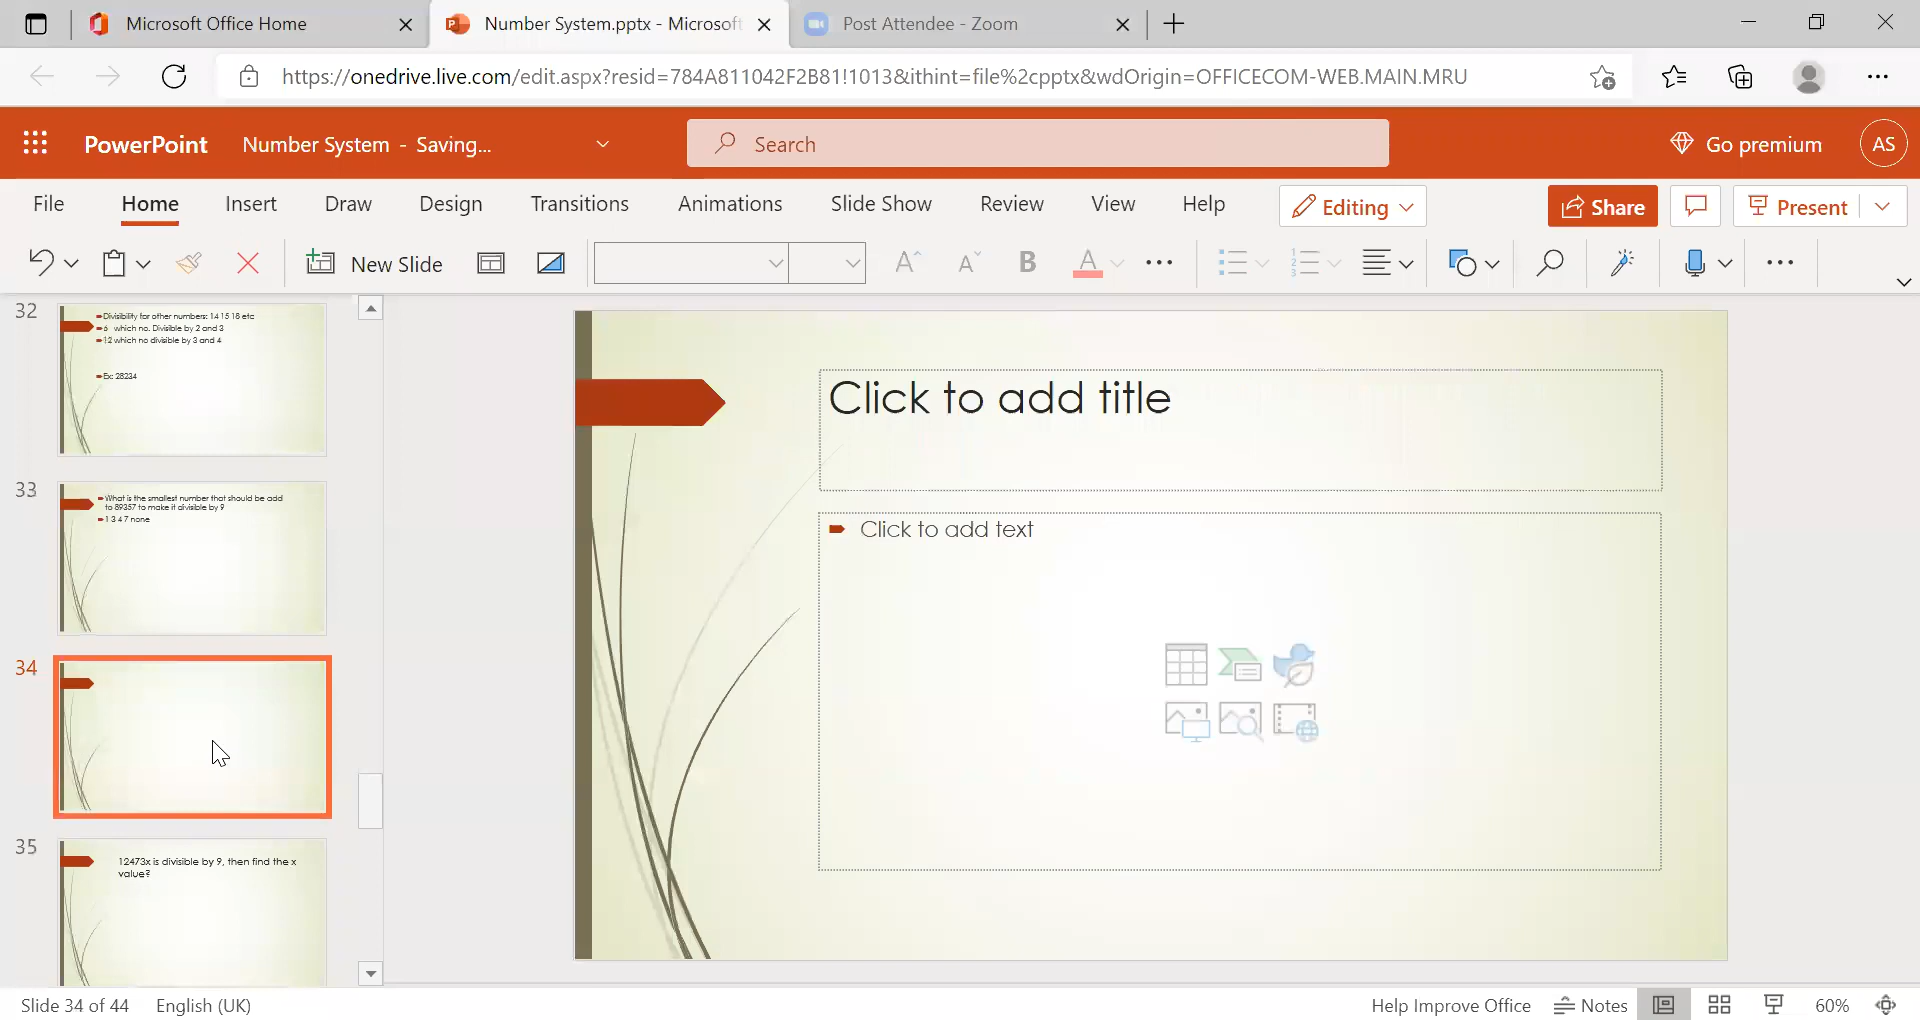 Microsoft Office Home
Number System.pptx - Microsoft
Post Attendee - Zoom
https://onedrive.live.com/edit.aspx?resid=784A811042F2B81!1013&ithint=file%2cpptx&wdOrigin=OFFICECOM-WEB.MAIN.MRU
PowerPoint
Number System - Saving...
Search
Go premium
AS
File
Home
Insert
Draw
Design
Transitions
Animations
Slide Show
Review
View
Help
Editing
Share
Present
New Slide
32
Divisibility for other numbers: 14 15 18 etc
6 which no. Divisible by 2 and 3
12 which no divisible by 3 and 4
Ex: 28234
33
What is the smallest number that should be add
to 89357 to make it divisible by 9
1 3 4 7 none
34
35
12473x is divisible by 9, then find the x
value?
Click to add title
Click to add text
Slide 34 of 44
English (UK)
Help Improve Office
Notes
60%